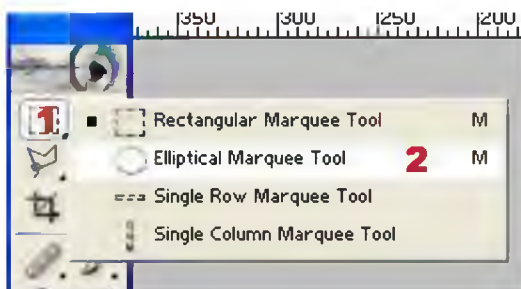 350 300 250 200
1
Rectangular Marquee Tool M
Elliptical Marquee Tool 2 M
Single Row Marquee Tool
Single Column Marquee Tool